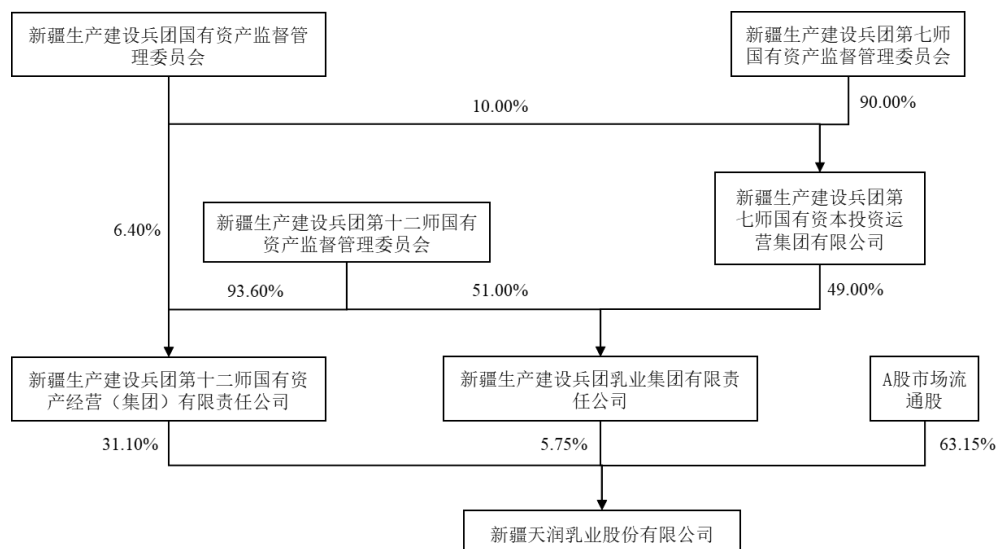 新疆生产建设兵团国有资产监督管
理委员会
新疆生产建设兵团第七师
国有资产监督管理委员会
10.00%
90.00%
新疆生产建设兵团第
七师国有资本投资运
营集团有限公司
6.40%
新疆生产建设兵团第十二师国有
资产监督管理委员会
93.60%
51.00%
49.00%
新疆生产建设兵团第十二师国有资
产经营（集团）有限责任公司
新疆生产建设兵团乳业集团有限责
任公司
A股市场流
通股
31.10%
5.75%
63.15%
新疆天润乳业股份有限公司